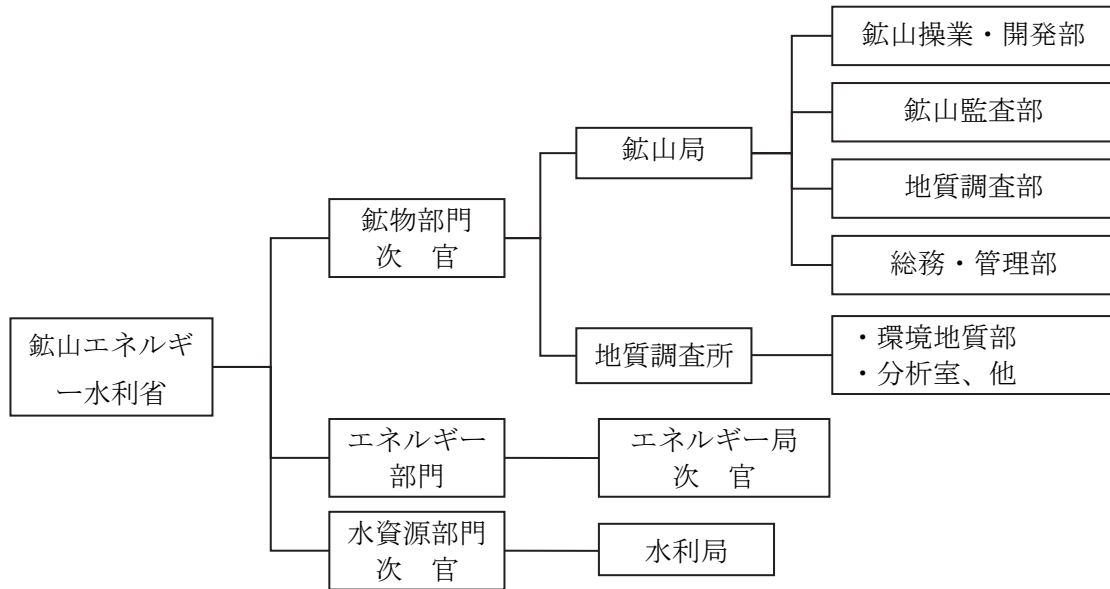 鉱山エネルギ
ー水利省
鉱物部門
次　官
エネルギー
部門
水資源部門
次　官
鉱山局
地質調査所
エネルギー局
次　官
水利局
鉱山操業・開発部
鉱山監査部
地質調査部
総務・管理部
・環境地質部
・分析室、他